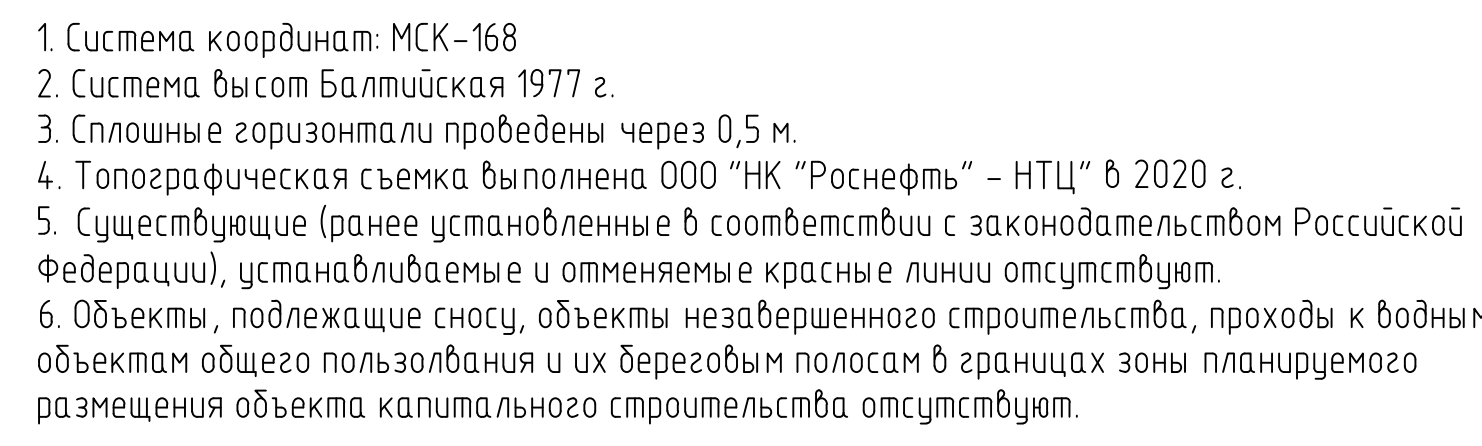 1. Система координат: МСК-168
2. Система высот Балтийская 1977 г.
3. Сплошные горизонтали проведены через 0,5 м.
4. Топографическая съемка выполнена ООО "НК "Роснефть" - НТЦ" в 2020 г.
5. Существующие (ранее установленные в соответствии с законодательством Российской
Федерации), устанавливаемые и отменяемые красные линии отсутствуют.
6. Объекты, подлежащие сносу, объекты незавершенного строительства, проходы к водным
объектам общего пользолвания и их береговым полосам в границах зоны планируемого
размещения объекта капитального строительства отсутствуют.